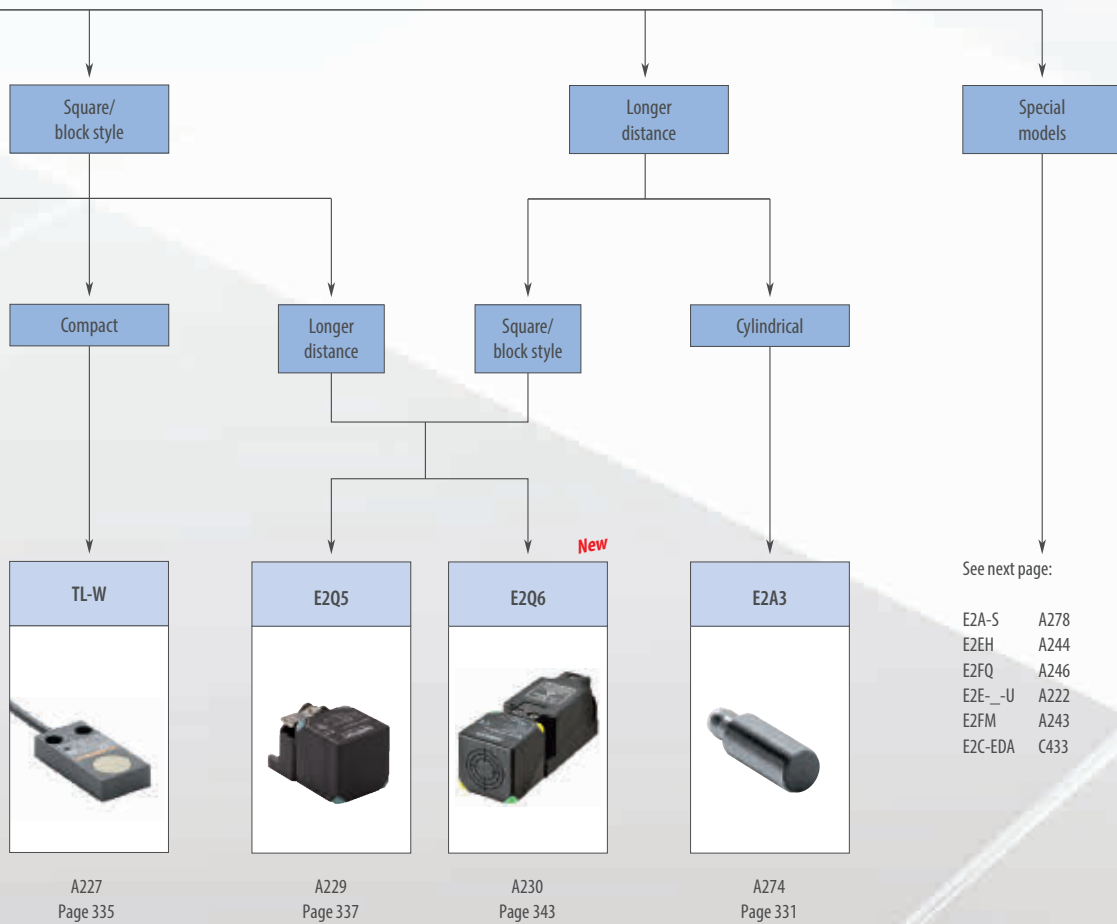 Square/
block style
Longer
distance
Special
models
Compact
Longer
distance
Square/
block style
Cylindrical
New
TL-W
E2Q5
E2Q6
E2A3
See next page:
E2A-S A278
E2EH A244
E2FQ A246
E2E-_-U A222
E2FM A243
E2C-EDA C433
A227
Page 335
A229
Page 337
A230
Page 343
A274
Page 331